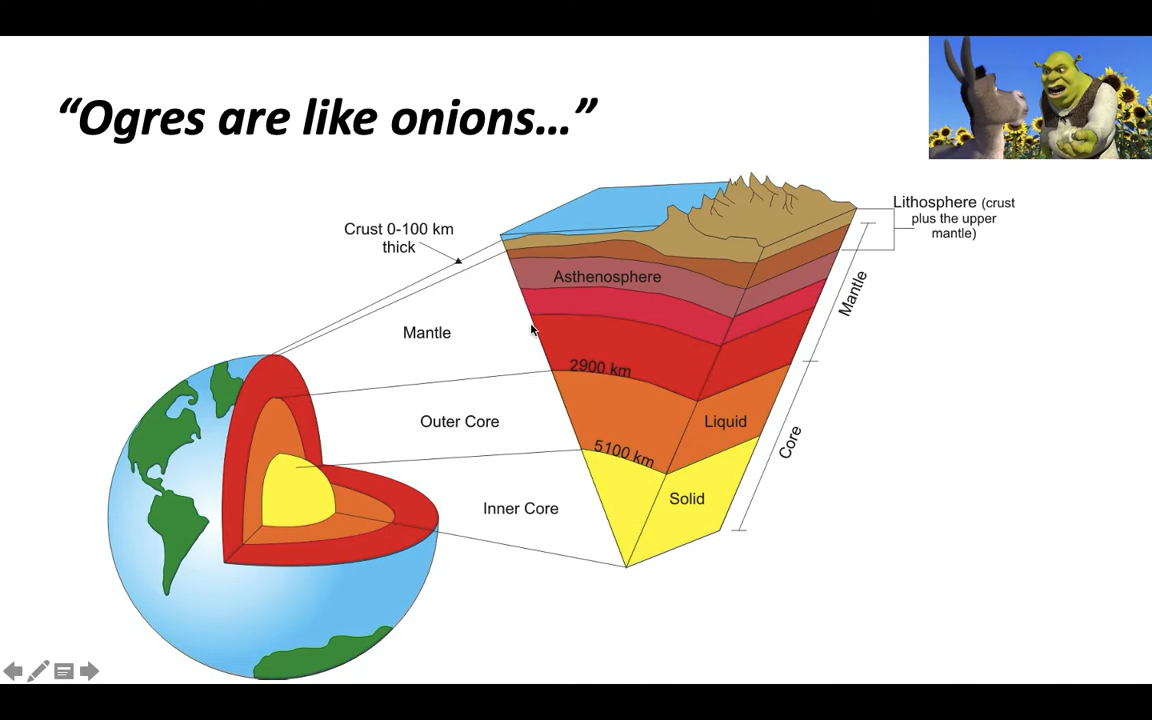 “Ogres are like onions...”
Lithosphere (crust
plus the upper
mantle)
Crust 0-100 km
thick
Asthenosphere
Mantle
Mantle
2900 km
Outer Core
Liquid
Core
5100 km
Inner Core
Solid